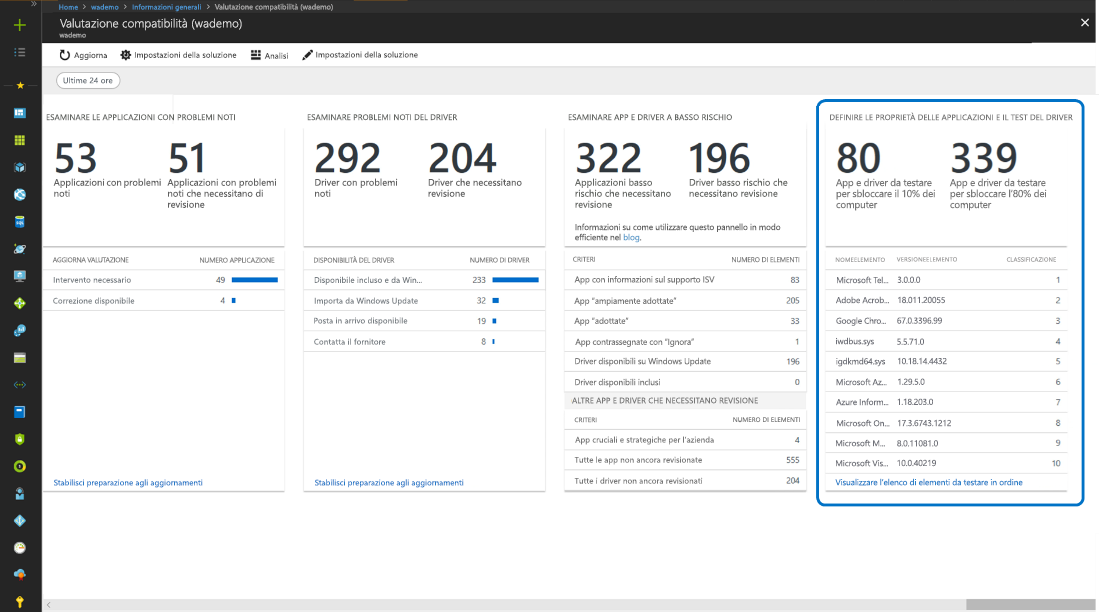 Home > wademo > Informazioni generali > Valutazione compatibilità (wademo)
Valutazione compatibilità (wademo)
wademo
Aggiorna Impostazioni della soluzione Analisi Impostazioni della soluzione
Ultime 24 ore
ESAMINARE LE APPLICAZIONI CON PROBLEMI NOTI
53 51
Applicazioni con problemi Applicazioni con problemi
noti noti che necessitano di
revisione
AGGIORNA VALUTAZIONE NUMERO APPLICAZIONE
Intervento necessario 49
Correzione disponibile 4
Stabilisci preparazione agli aggiornamenti
ESAMINARE PROBLEMI NOTI DEL DRIVER
292 204
Driver con problemi Driver che necessitano
noti revisione
DISPONIBILITÀ DEL DRIVER NUMERO DI DRIVER
Disponibile incluso e da Win... 233
Importa da Windows Update 32
Posta in arrivo disponibile 19
Contatta il fornitore 8
Stabilisci preparazione agli aggiornamenti
ESAMINARE APP E DRIVER A BASSO RISCHIO
322 196
Applicazioni basso Driver basso rischio che
rischio che necessitano necessitano revisione
revisione
Informazioni su come utilizzare questo pannello in modo
efficiente nel blog.
CRITERI NUMERO DI ELEMENTI
App con informazioni sul supporto ISV 83
App "ampiamente adottate" 205
App "adottate" 33
App contrassegnate con "Ignora" 1
Driver disponibili su Windows Update 196
Driver disponibili inclusi 0
ALTRE APP E DRIVER CHE NECESSITANO REVISIONE
CRITERI NUMERO DI ELEMENTI
App cruciali e strategiche per l'azienda 4
Tutte le app non ancora revisionate 555
Tutte i driver non ancora revisionati 204
DEFINIRE LE PROPRIETÀ DELLE APPLICAZIONI E IL TEST DEL DRIVER
80 339
App e driver da testare App e driver da testare
per sbloccare il 10% dei per sbloccare l'80% dei
computer computer
NOMEELEMENTO VERSIONEELEMENTO CLASSIFICAZIONE
Microsoft Tel... 3.0.0.0 1
Adobe Acrob... 18.011.20055 2
Google Chro... 67.0.3396.99 3
iwdbus.sys 5.5.71.0 4
igdkmd64.sys 10.18.14.4432 5
Microsoft Az... 1.29.5.0 6
Azure Inform... 1.18.203.0 7
Microsoft On... 17.3.6743.1212 8
Microsoft M... 8.0.11081.0 9
Microsoft Vis... 10.0.40219 10
Visualizzare l'elenco di elementi da testare in ordine